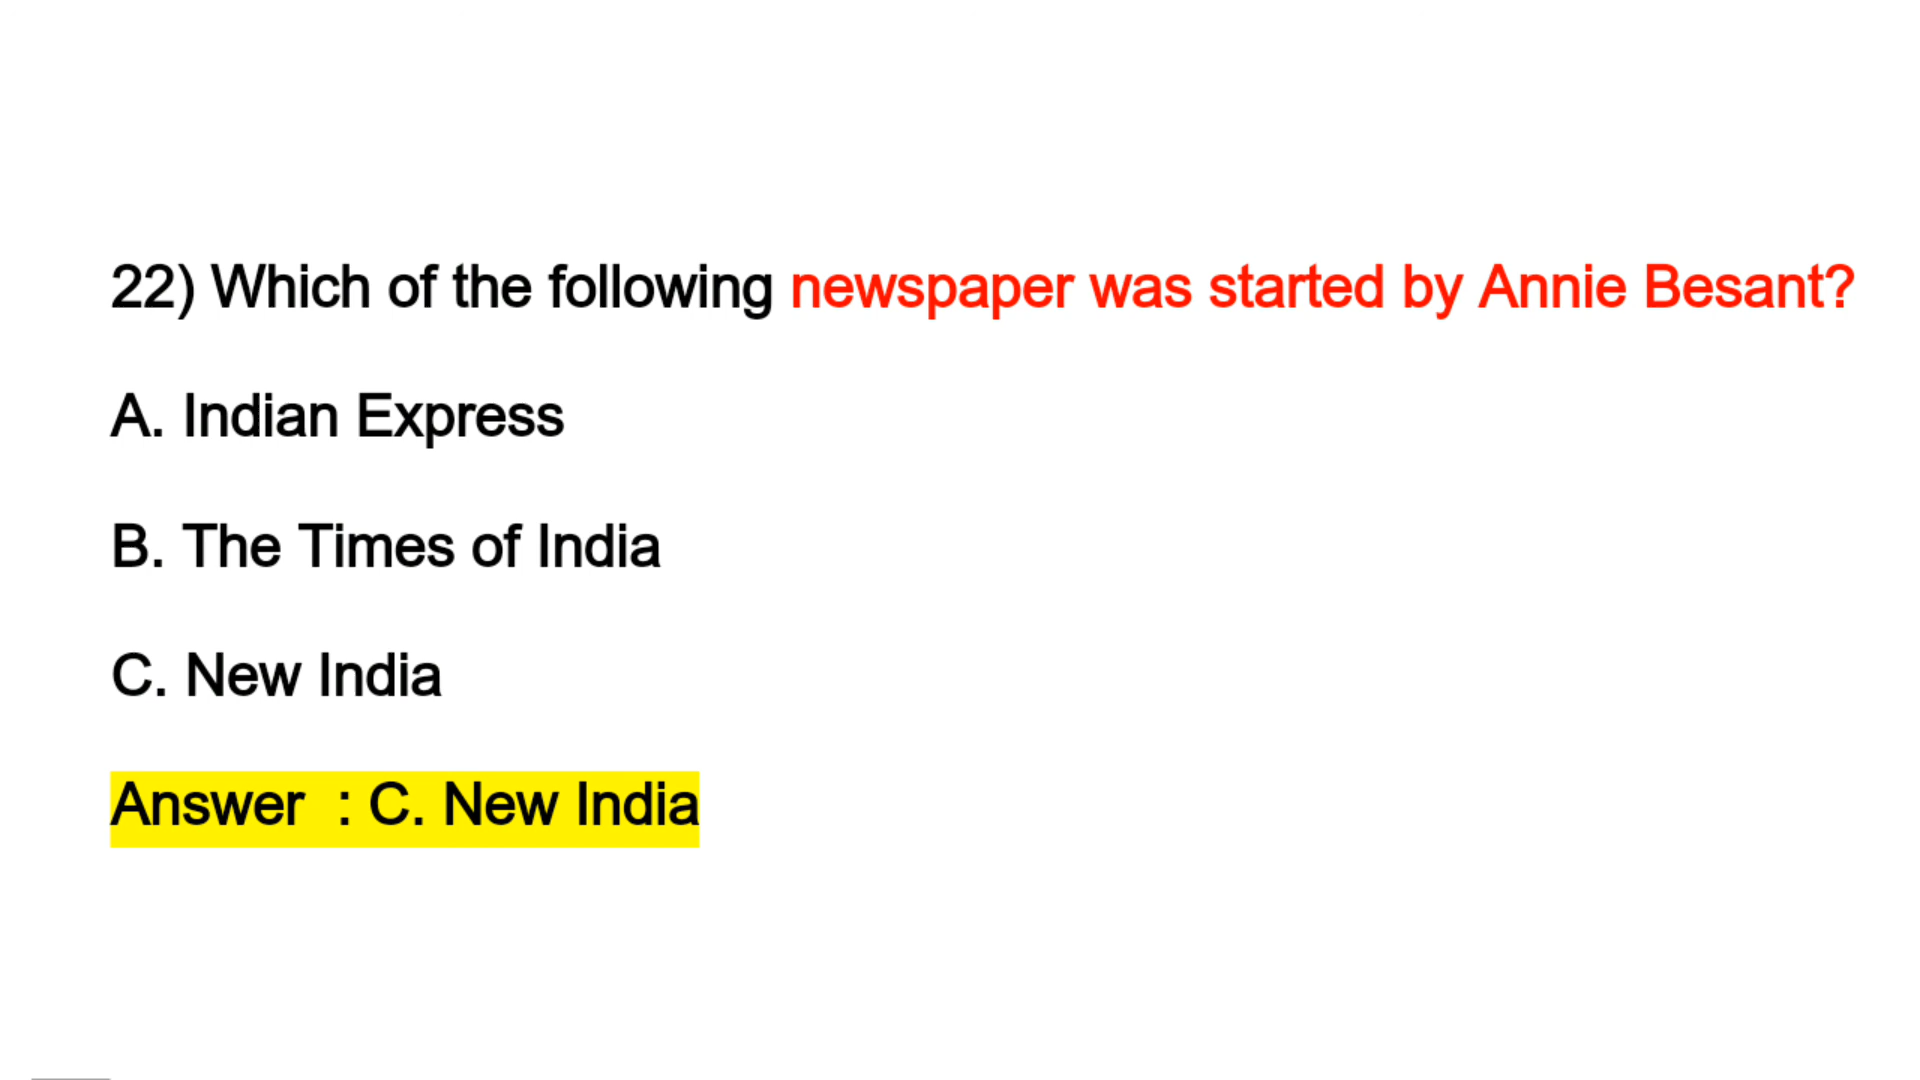 22) Which of the following newspaper was started by Annie Besant?
A. Indian Express
B. The Times of India
C. New India
Answer : C. New India